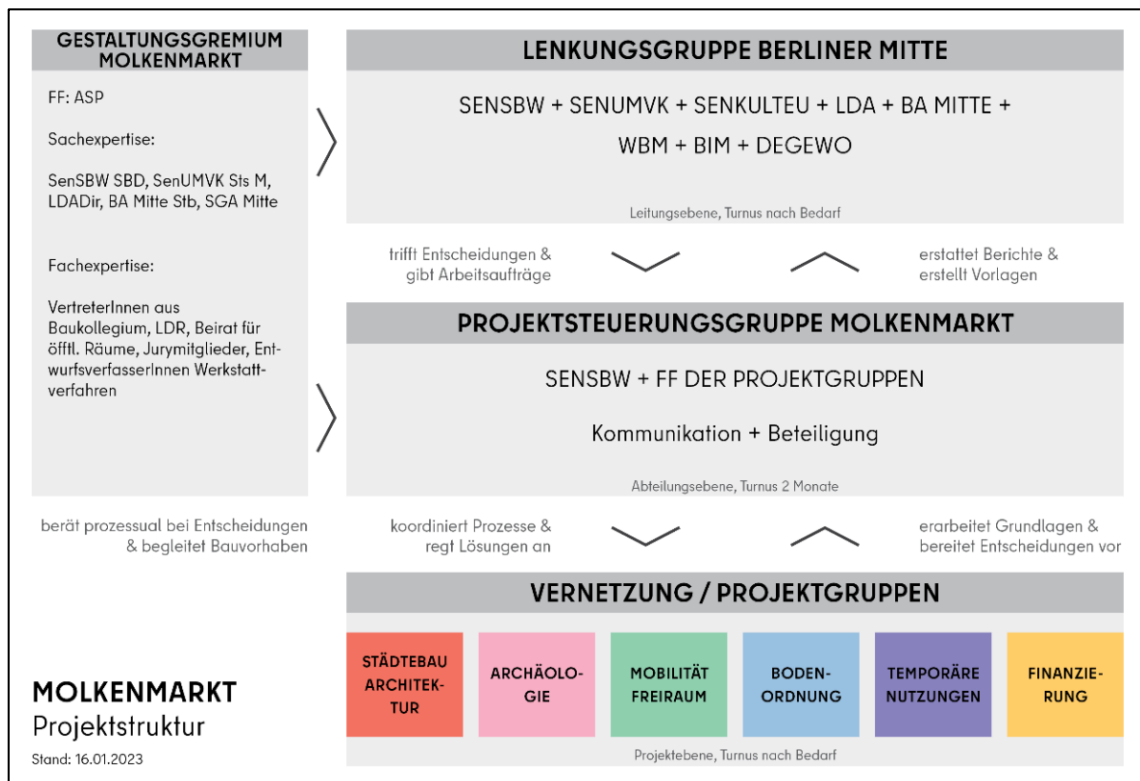 GESTALTUNGSGREMIUM
MOLKENMARKT
FF: ASP
Sachexpertise:
SenSBW SBD, SenUMVK Sts M,
LDADir, BA Mitte Stb, SGA Mitte
Fachexpertise:
VertreterInnen aus
Baukollegium, LDR, Beirat für
öfftl. Räume, Jurymitglieder, Ent-
wurfsverfasserInnen Werkstatt-
verfahren
berät prozessual bei Entscheidungen
& begleitet Bauvorhaben
LENKUNGSGRUPPE BERLINER MITTE
SENSBW + SENUMVK + SENKULTEU + LDA + BA MITTE +
WBM + BIM + DEGEWO
Leitungsebene, Turnus nach Bedarf
trifft Entscheidungen &
gibt Arbeitsaufträge
erstattet Berichte &
erstellt Vorlagen
PROJEKTSTEUERUNGSGRUPPE MOLKENMARKT
SENSBW + FF DER PROJEKTGRUPPEN
Kommunikation + Beteiligung
Abteilungsebene, Turnus 2 Monate
koordiniert Prozesse &
regt Lösungen an
erarbeitet Grundlagen &
bereitet Entscheidungen vor
VERNETZUNG / PROJEKTGRUPPEN
STÄDTEBAU
ARCHITEK-
TUR
ARCHÄOLO-
GIE
MOBILITÄT
FREIRAUM
BODEN-
ORDNUNG
TEMPORÄRE
NUTZUNGEN
FINANZIE-
RUNG
Projektebene, Turnus nach Bedarf
MOLKENMARKT
Projektstruktur
Stand: 16.01.2023